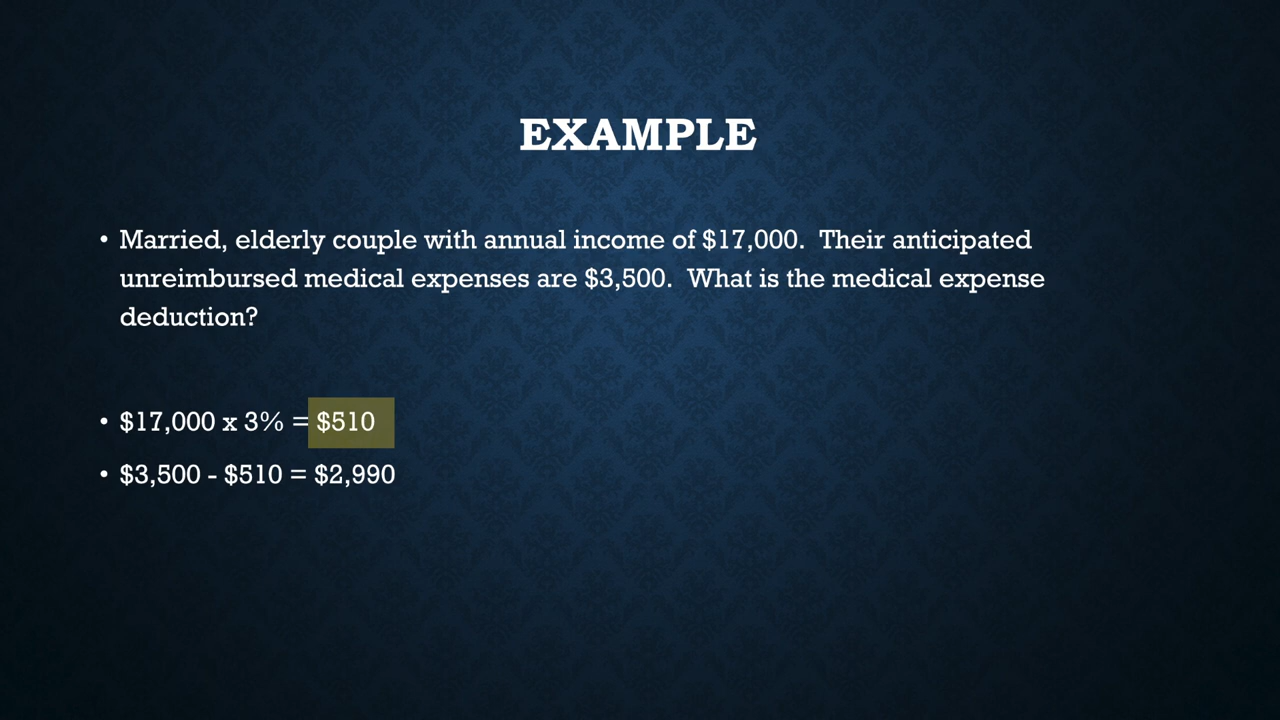 EXAMPLE
• Married, elderly couple with annual income of $17,000.  Their anticipated
unreimbursed medical expenses are $3,500.  What is the medical expense
deduction?
• $17,000 x 3% = $510
• $3,500 - $510 = $2,990